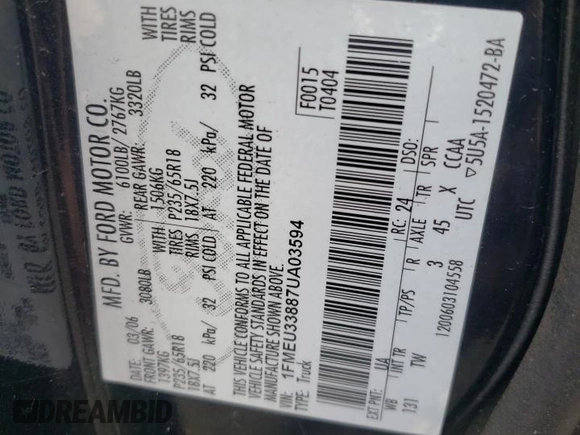 MFD. BY FORD MOTOR CO.
DATE: 03/06 GVWR: 6100LB/ 2767KG
FRONT GAWR: 3080LB REAR GAWR: 3320LB
1397KG 1506KG WITH
P235/65R18 TIRES P235/65R18 TIRES
18X7.5J RIMS 18X7.5J RIMS
AT 220 kPa/ 32 PSI COLD AT 220 kPa/ 32 PSI COLD
THIS VEHICLE CONFORMS TO ALL APPLICABLE FEDERAL MOTOR
VEHICLE SAFETY STANDARDS IN EFFECT ON THE DATE OF
MANUFACTURE SHOWN ABOVE.
VIN: 1FMEU33887UA03594 F0015
TYPE: Truck T0404
EXT PNT: UA RC: 24 DSO:
WB INT TR TP/PS R AXLE TR SPR
131 TW 3 45 X 1 CCAA
1200603104558 UTC ▽5U5A-1520472-BA
DREAMBID